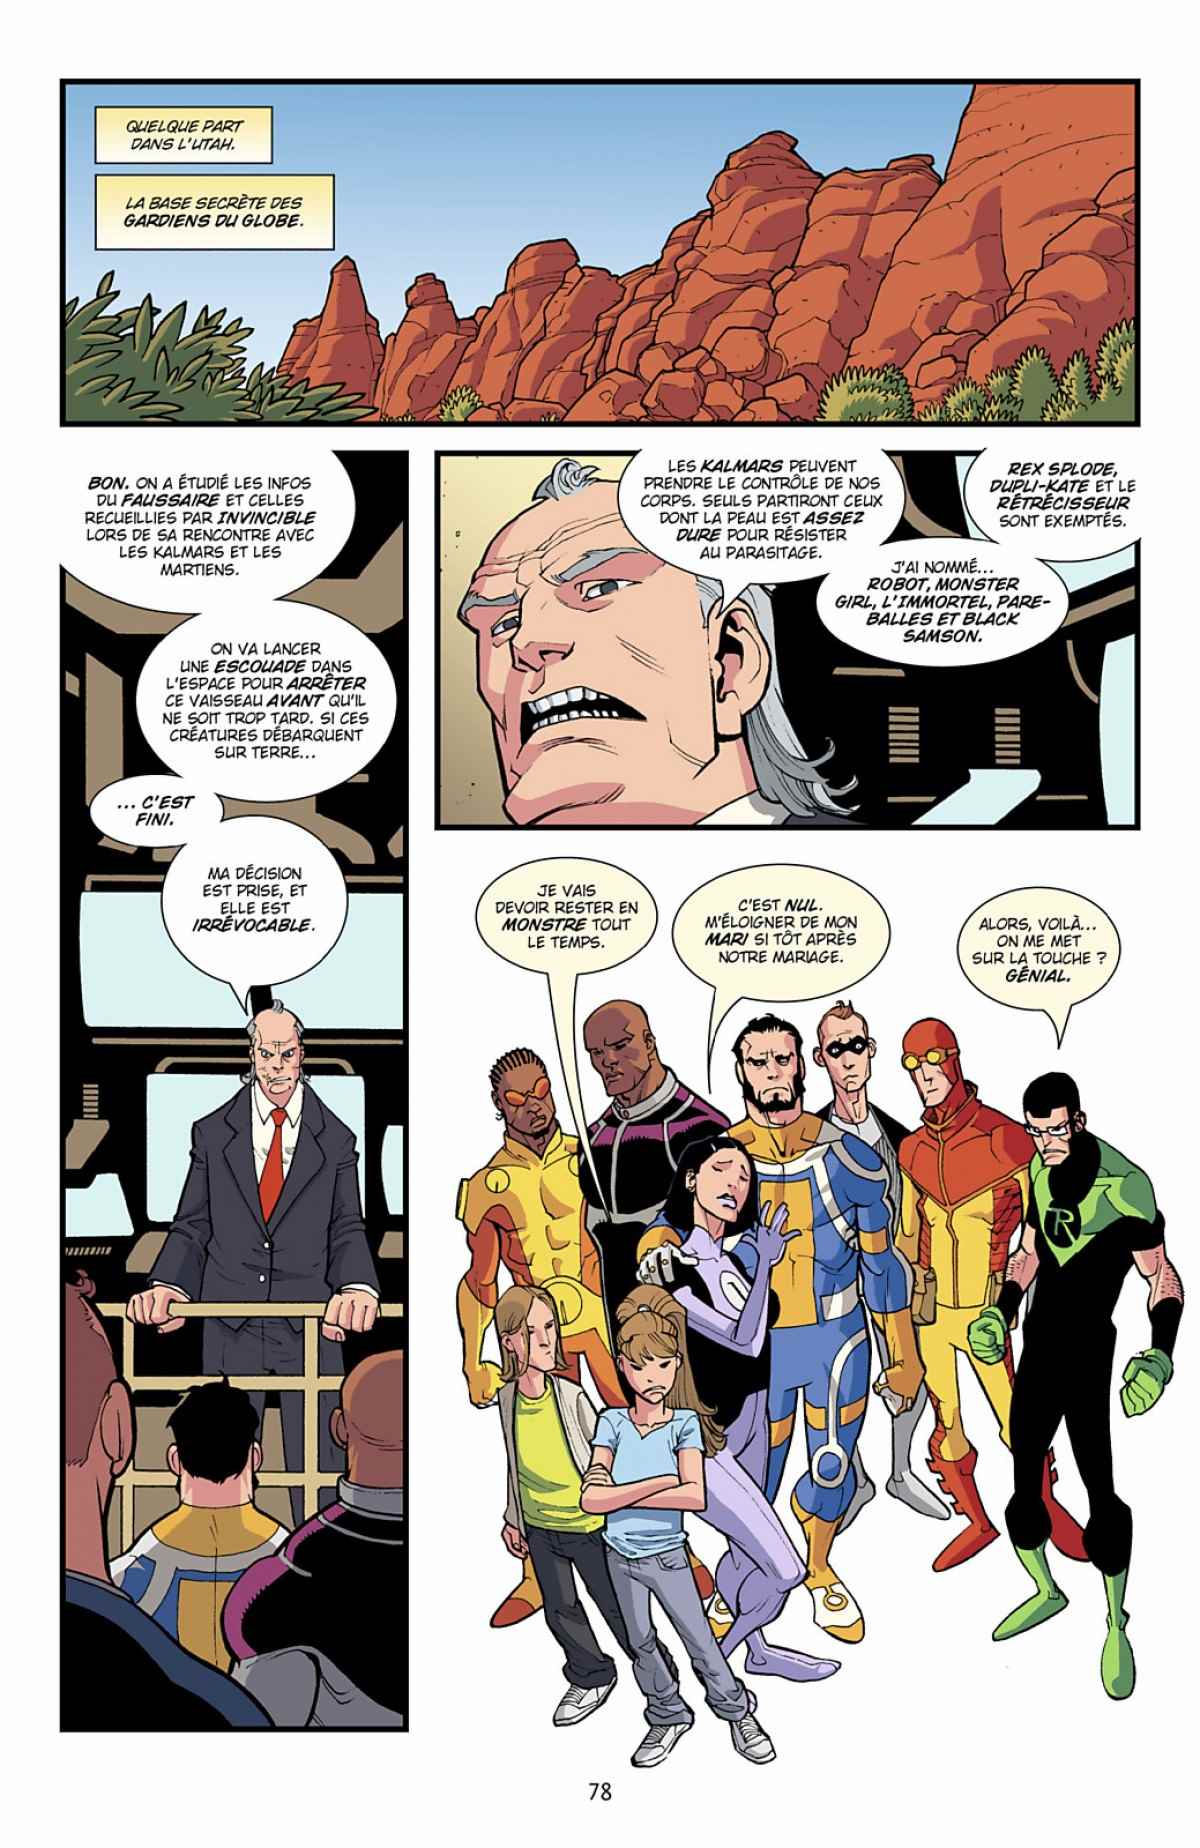 QUELQUE PART
DANS L'UTAH.
LA BASE SECRÈTE DES
GARDIENS DU GLOBE.
BON. ON A ÉTUDIÉ LES INFOS
DU FAUSSAIRE ET CELLES
RECUEILLIES PAR INVINCIBLE
LORS DE SA RENCONTRE AVEC
LES KALMARS ET LES
MARTIENS.
ON VA LANCER
UNE ESCOUADE DANS
L'ESPACE POUR ARRÊTER
CE VAISSEAU AVANT QU'IL
NE SOIT TROP TARD. SI CES
CRÉATURES DÉBARQUENT
SUR TERRE...
... C'EST
FINI.
MA DÉCISION
EST PRISE, ET
ELLE EST
IRRÉVOCABLE.
LES KALMARS PEUVENT
PRENDRE LE CONTRÔLE DE NOS
CORPS. SEULS PARTIRONT CEUX
DONT LA PEAU EST ASSEZ
DURE POUR RÉSISTER
AU PARASITAGE.
J'AI NOMMÉ...
ROBOT, MONSTER
GIRL, L'IMMORTEL, PARE-
BALLES ET BLACK
SAMSON.
REX SPLODE,
DUPLI-KATE ET LE
RÉTRÉCISSEUR
SONT EXEMPTÉS.
JE VAIS
DEVOIR RESTER EN
MONSTRE TOUT
LE TEMPS.
C'EST NUL.
M'ÉLOIGNER DE MON
MARI SI TÔT APRÈS
NOTRE MARIAGE.
ALORS, VOILÀ...
ON ME MET
SUR LA TOUCHE ?
GÉNIAL.
R
78